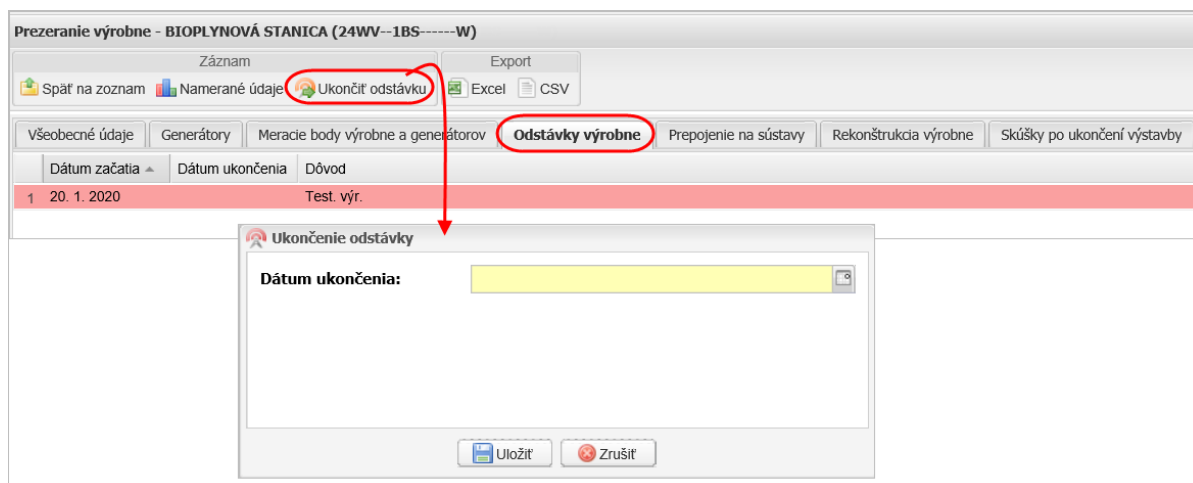 Prezeranie výrobne - BIOPLYNOVÁ STANICA (24WV--1BS------W)
Záznam Export
Späť na zoznam Namerané údaje Ukončiť odstávku Excel CSV
Všeobecné údaje Generátory Meracie body výrobne a generátorov Odstávky výrobne Prepojenie na sústavy Rekonštrukcia výrobne Skúšky po ukončení výstavby
Dátum začatia Dátum ukončenia Dôvod
1 20. 1. 2020 Test. výr.
Ukončenie odstávky
Dátum ukončenia:
Uložiť Zrušiť